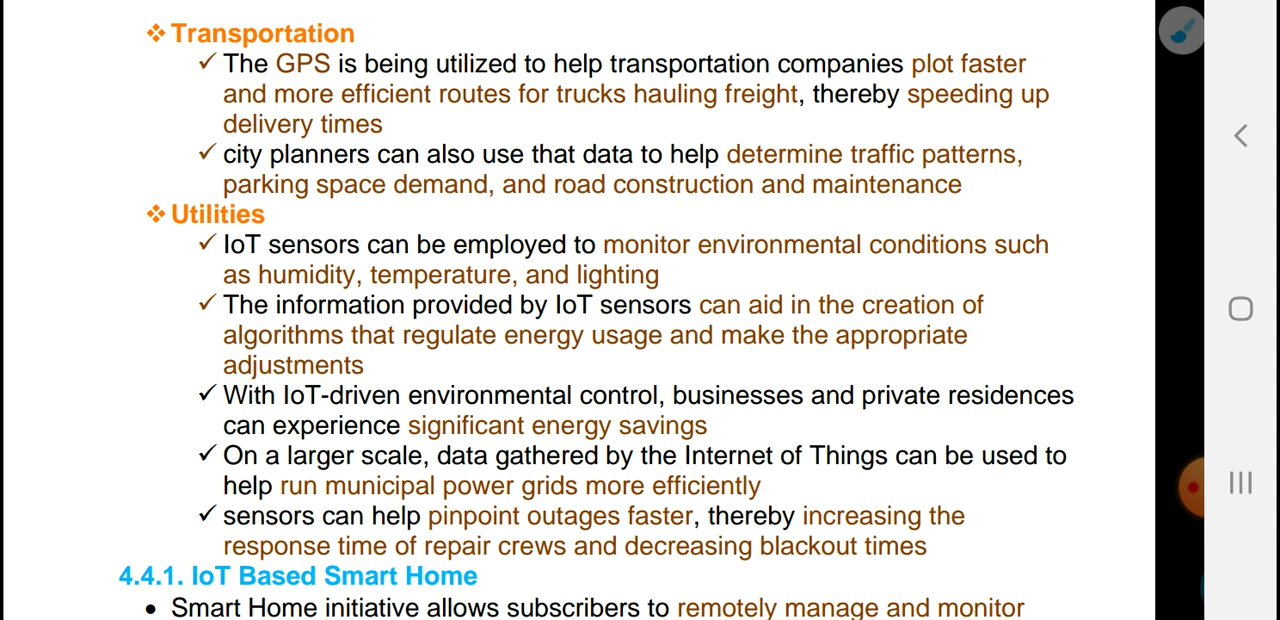 ❖ Transportation
✓ The GPS is being utilized to help transportation companies plot faster
and more efficient routes for trucks hauling freight, thereby speeding up
delivery times
✓ city planners can also use that data to help determine traffic patterns,
parking space demand, and road construction and maintenance
❖ Utilities
✓ IoT sensors can be employed to monitor environmental conditions such
as humidity, temperature, and lighting
✓ The information provided by IoT sensors can aid in the creation of
algorithms that regulate energy usage and make the appropriate
adjustments
✓ With IoT-driven environmental control, businesses and private residences
can experience significant energy savings
✓ On a larger scale, data gathered by the Internet of Things can be used to
help run municipal power grids more efficiently
✓ sensors can help pinpoint outages faster, thereby increasing the
response time of repair crews and decreasing blackout times
4.4.1. IoT Based Smart Home
• Smart Home initiative allows subscribers to remotely manage and monitor